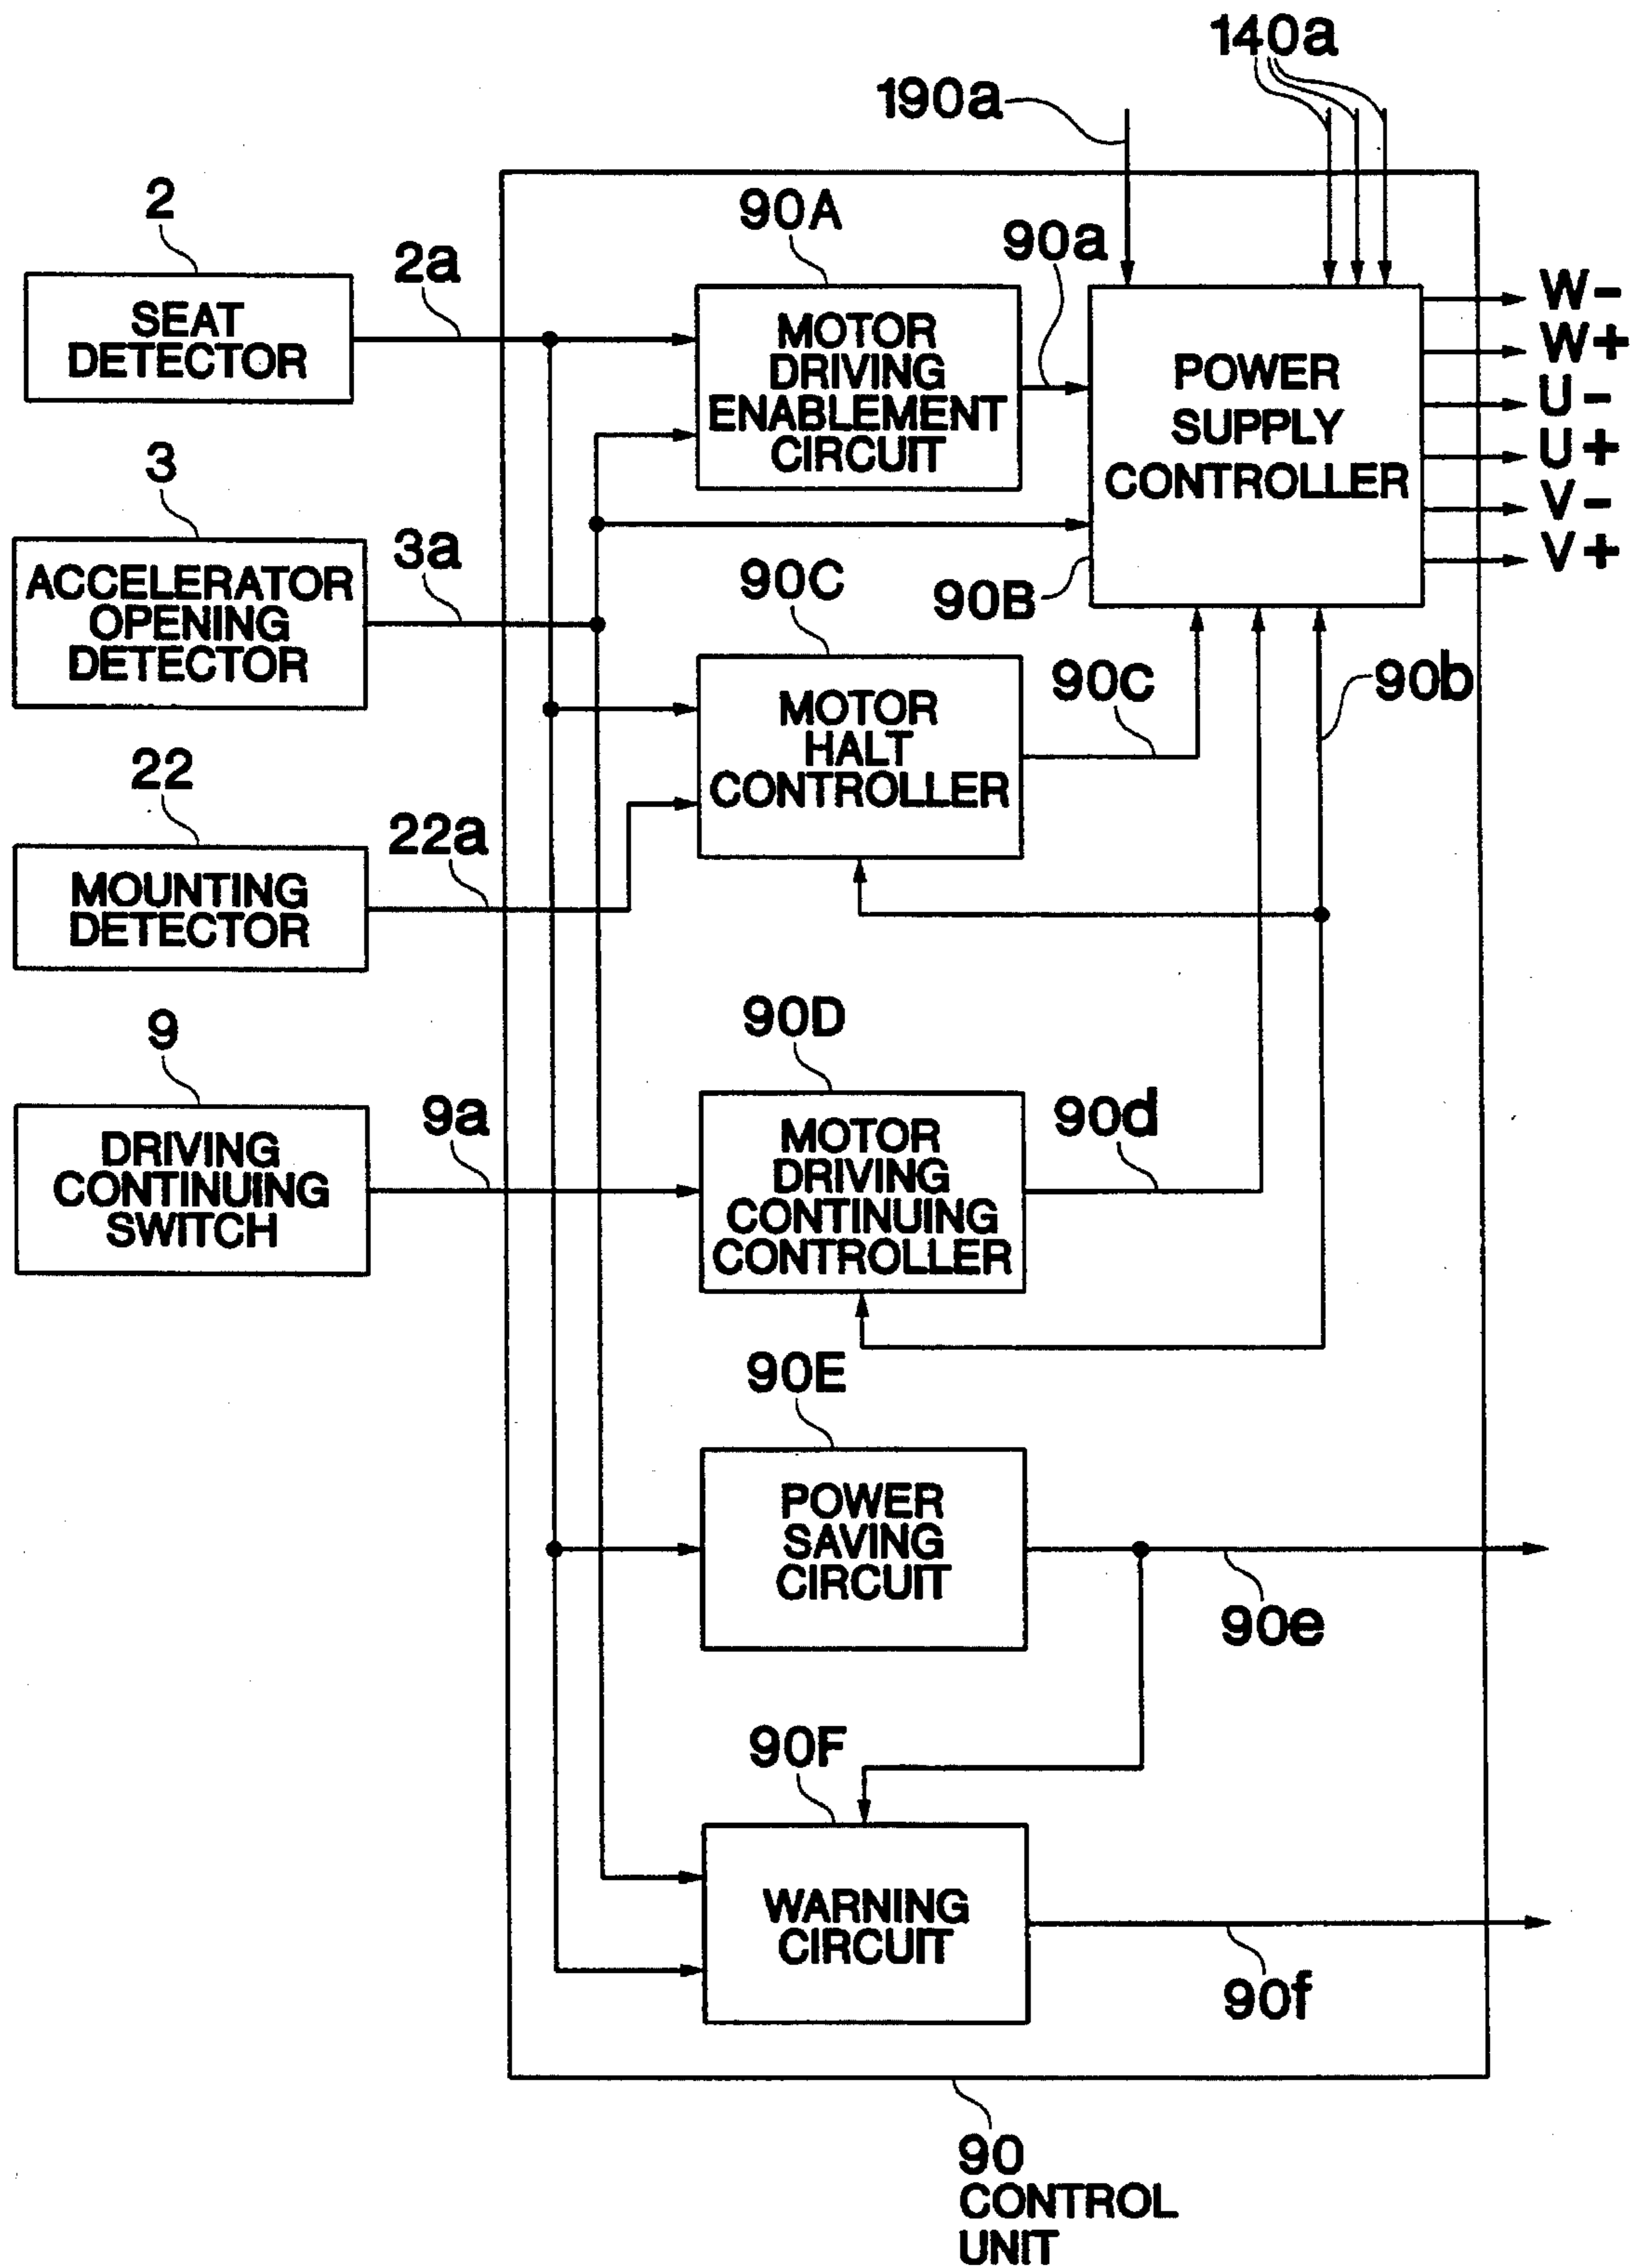 140a
190a
2
90A
90a
2a
SEAT
DETECTOR
MOTOR
DRIVING
ENABLEMENT
CIRCUIT
POWER
SUPPLY
CONTROLLER
W-
W+
U-
U+
V-
V+
3
3a
90C
90B
ACCELERATOR
OPENING
DETECTOR
MOTOR
HALT
CONTROLLER
90c
90b
22
22a
MOUNTING
DETECTOR
90D
9
9a
90d
DRIVING
CONTINUING
SWITCH
MOTOR
DRIVING
CONTINUING
CONTROLLER
90E
POWER
SAVING
CIRCUIT
90e
90F
WARNING
CIRCUIT
90f
90
CONTROL
UNIT